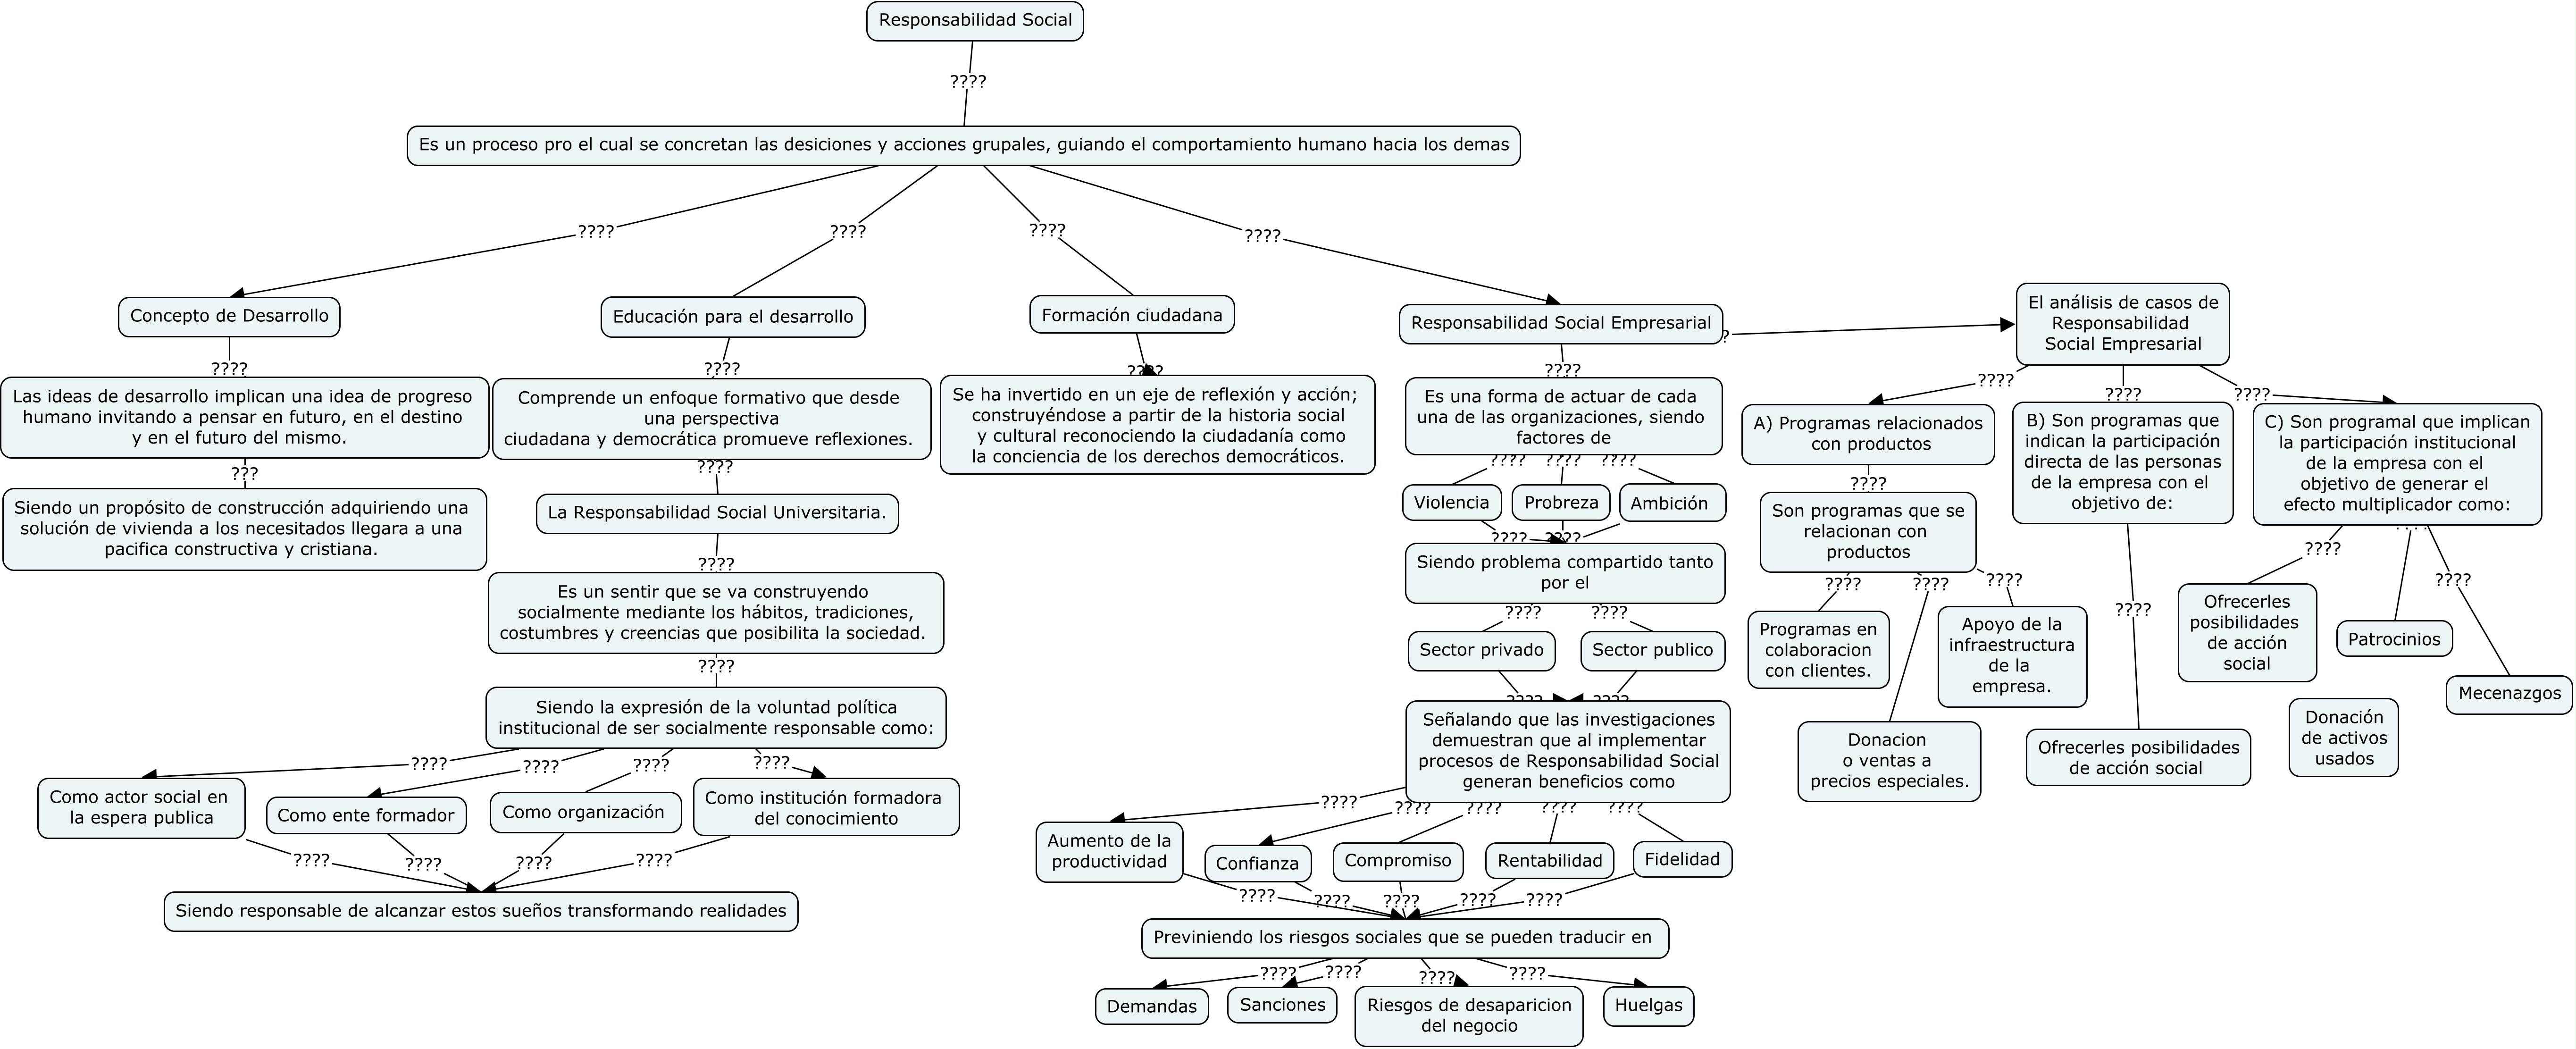 Responsabilidad Social
????
Es un proceso pro el cual se concretan las desiciones y acciones grupales, guiando el comportamiento humano hacia los demas
????
????
????
????
Concepto de Desarrollo
????
Las ideas de desarrollo implican una idea de progreso
humano invitando a pensar en futuro, en el destino
y en el futuro del mismo.
???
Siendo un propósito de construcción adquiriendo una
solución de vivienda a los necesitados llegara a una
pacifica constructiva y cristiana.
Educación para el desarrollo
????
Comprende un enfoque formativo que desde
una perspectiva
ciudadana y democrática promueve reflexiones.
????
La Responsabilidad Social Universitaria.
????
Es un sentir que se va construyendo
socialmente mediante los hábitos, tradiciones,
costumbres y creencias que posibilita la sociedad.
????
Siendo la expresión de la voluntad política
institucional de ser socialmente responsable como:
????
????
????
????
Como actor social en
la espera publica
Como ente formador
Como organización
Como institución formadora
del conocimiento
????
????
????
????
Siendo responsable de alcanzar estos sueños transformando realidades
Formación ciudadana
????
Se ha invertido en un eje de reflexión y acción;
construyéndose a partir de la historia social
y cultural reconociendo la ciudadanía como
la conciencia de los derechos democráticos.
Responsabilidad Social Empresarial
?
????
Es una forma de actuar de cada
una de las organizaciones, siendo
factores de
????
????
????
Violencia
Probreza
Ambición
????
????
Siendo problema compartido tanto
por el
????
????
Sector privado
Sector publico
????
????
Señalando que las investigaciones
demuestran que al implementar
procesos de Responsabilidad Social
generan beneficios como
????
????
????
????
????
Aumento de la
productividad
Confianza
Compromiso
Rentabilidad
Fidelidad
????
????
????
????
????
Previniendo los riesgos sociales que se pueden traducir en
????
????
????
????
Demandas
Sanciones
Riesgos de desaparicion
del negocio
Huelgas
El análisis de casos de
Responsabilidad
Social Empresarial
????
????
????
A) Programas relacionados
con productos
????
Son programas que se
relacionan con
productos
????
????
????
Programas en
colaboracion
con clientes.
Donacion
o ventas a
precios especiales.
Apoyo de la
infraestructura
de la
empresa.
B) Son programas que
indican la participación
directa de las personas
de la empresa con el
objetivo de:
????
Ofrecerles posibilidades
de acción social
C) Son programal que implican
la participación institucional
de la empresa con el
objetivo de generar el
efecto multiplicador como:
????
????
????
Ofrecerles
posibilidades
de acción
social
Patrocinios
Mecenazgos
Donación
de activos
usados